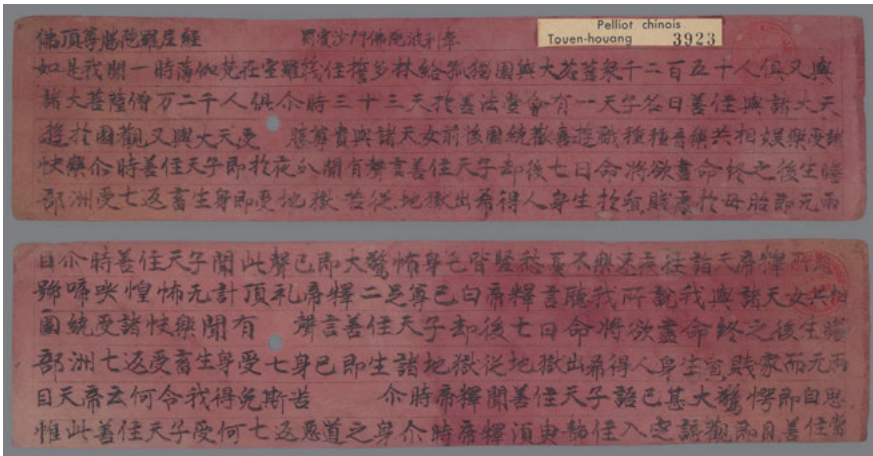 佛頂尊勝陀羅尼經 罽賓沙門佛陀波利奉
Pelliot chinois
Touen-houang 3923
如是我聞一時薄伽梵在室羅筏住誓多林給孤獨園與大苾蒭衆千二百五十人俱又與
諸大菩薩僧万二千人俱尒時三十三天於善法堂會有一天子名曰善住與諸大天
遊於園觀又與大天受 勝尊貴與諸天女前後圍繞歡喜遊戲種種音樂共相娛樂受諸
快樂尒時善住天子即於夜分聞有聲言善住天子却後七日命將欲盡命終之後生贍
部洲受七返畜生身即受地獄苦從地獄出希得人身生於貧賤處於母胎即无兩
目尒時善住天子聞此聲已即大驚怖身毛皆竪愁憂不樂速疾往詣天帝釋所悲
號啼哭惶怖无計頂礼帝釋二足尊已白帝釋言聽我所說我與諸天女共相
圍繞受諸快樂聞有 聲言善住天子却後七日命將欲盡命終之後生贍
部洲七返受畜生身受七身已即生諸地獄從地獄出希得人身生貧賤家而无兩
目天帝云何令我得免斯苦 尒時帝釋聞善住天子語已甚大驚愕即自思
惟此善住天子受何七返惡道之身尒時帝釋須臾靜住入定諦觀即見善住當